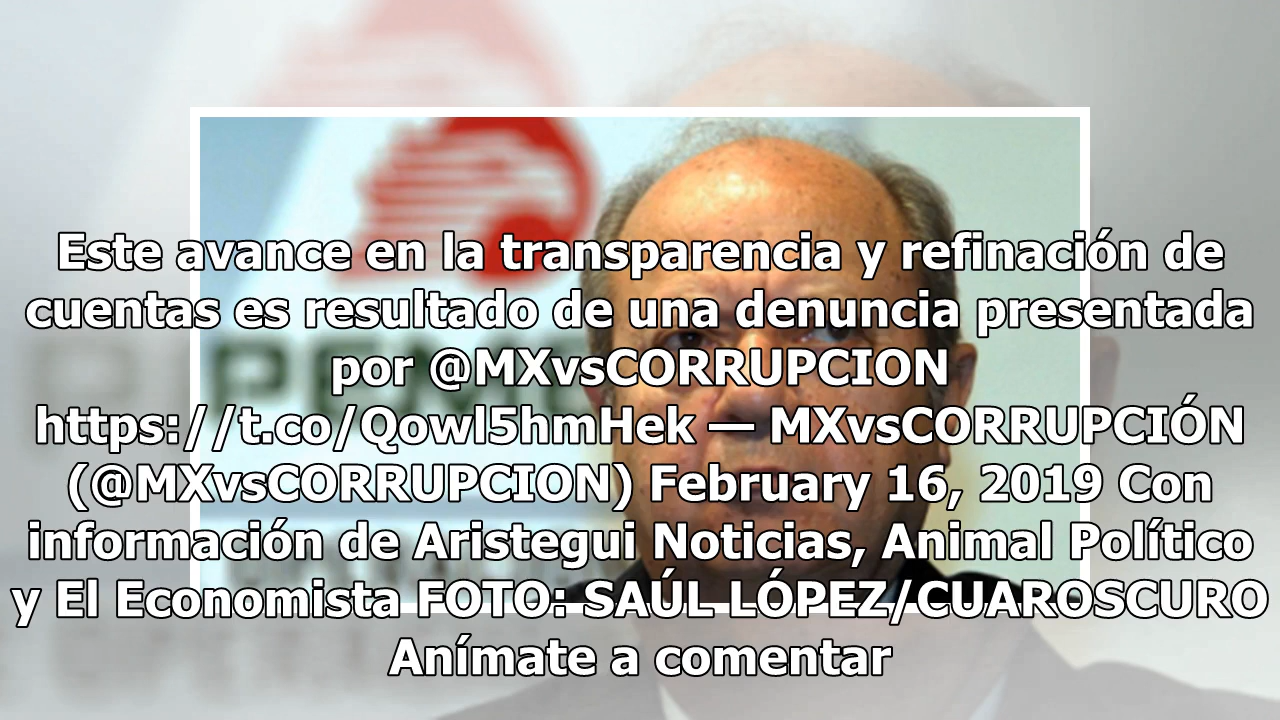 Este avance en la transparencia y refinación de
cuentas es resultado de una denuncia presentada
por @MXvsCORRUPCION
https://t.co/Qowl5hmHek — MXvsCORRUPCIÓN
(@MXvsCORRUPCION) February 16, 2019 Con
información de Aristegui Noticias, Animal Político
y El Economista FOTO: SAÚL LÓPEZ/CUAROSCURO
Anímate a comentar